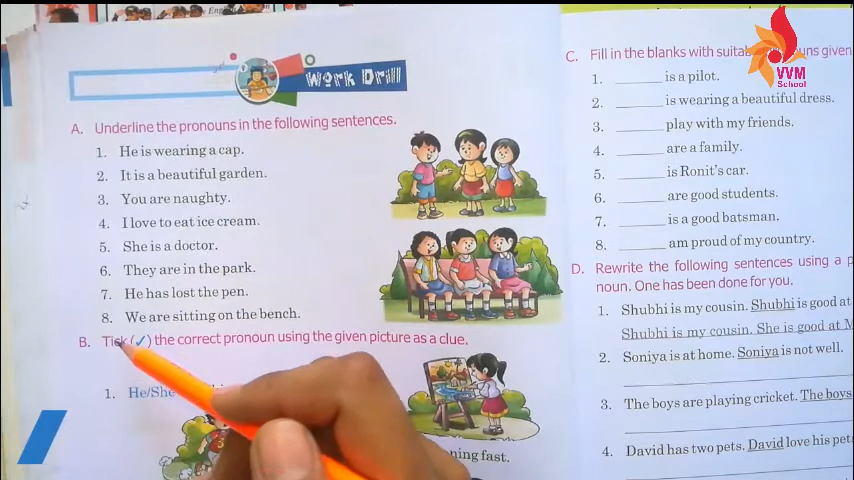 Work Drill
A. Underline the pronouns in the following sentences.
1. He is wearing a cap.
2. It is a beautiful garden.
3. You are naughty.
4. I love to eat ice cream.
5. She is a doctor.
6. They are in the park.
7. He has lost the pen.
8. We are sitting on the bench.
B. Tick (✓) the correct pronoun using the given picture as a clue.
1. He/She
ning fast.
C. Fill in the blanks with given
1. ______ is a pilot.
2. ______ is wearing a beautiful dress.
3. ______ play with my friends.
4. ______ are a family.
5. ______ is Ronit's car.
6. ______ are good students.
7. ______ is a good batsman.
8. ______ am proud of my country.
D. Rewrite the following sentences using a p
noun. One has been done for you.
1. Shubhi is my cousin. Shubhi is good at
Shubhi is my cousin. She is good at M
2. Soniya is at home. Soniya is not well.
3. The boys are playing cricket. The boys
4. David has two pets. David love his pet
VVM
School